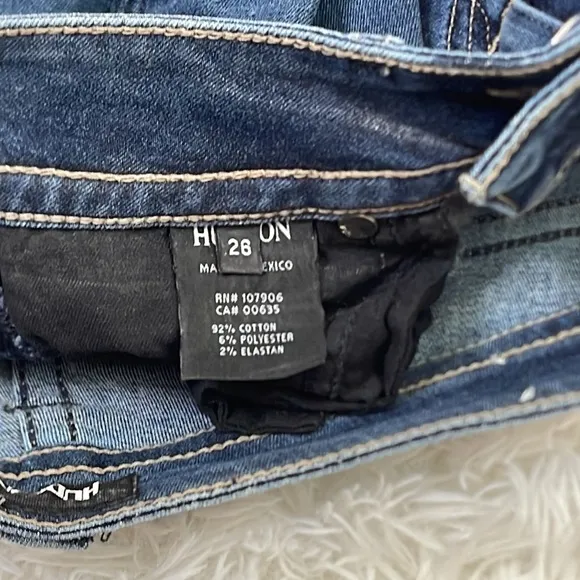 26
RN# 107906
CA# 00635
92% COTTON
6% POLYESTER
2% ELASTAN